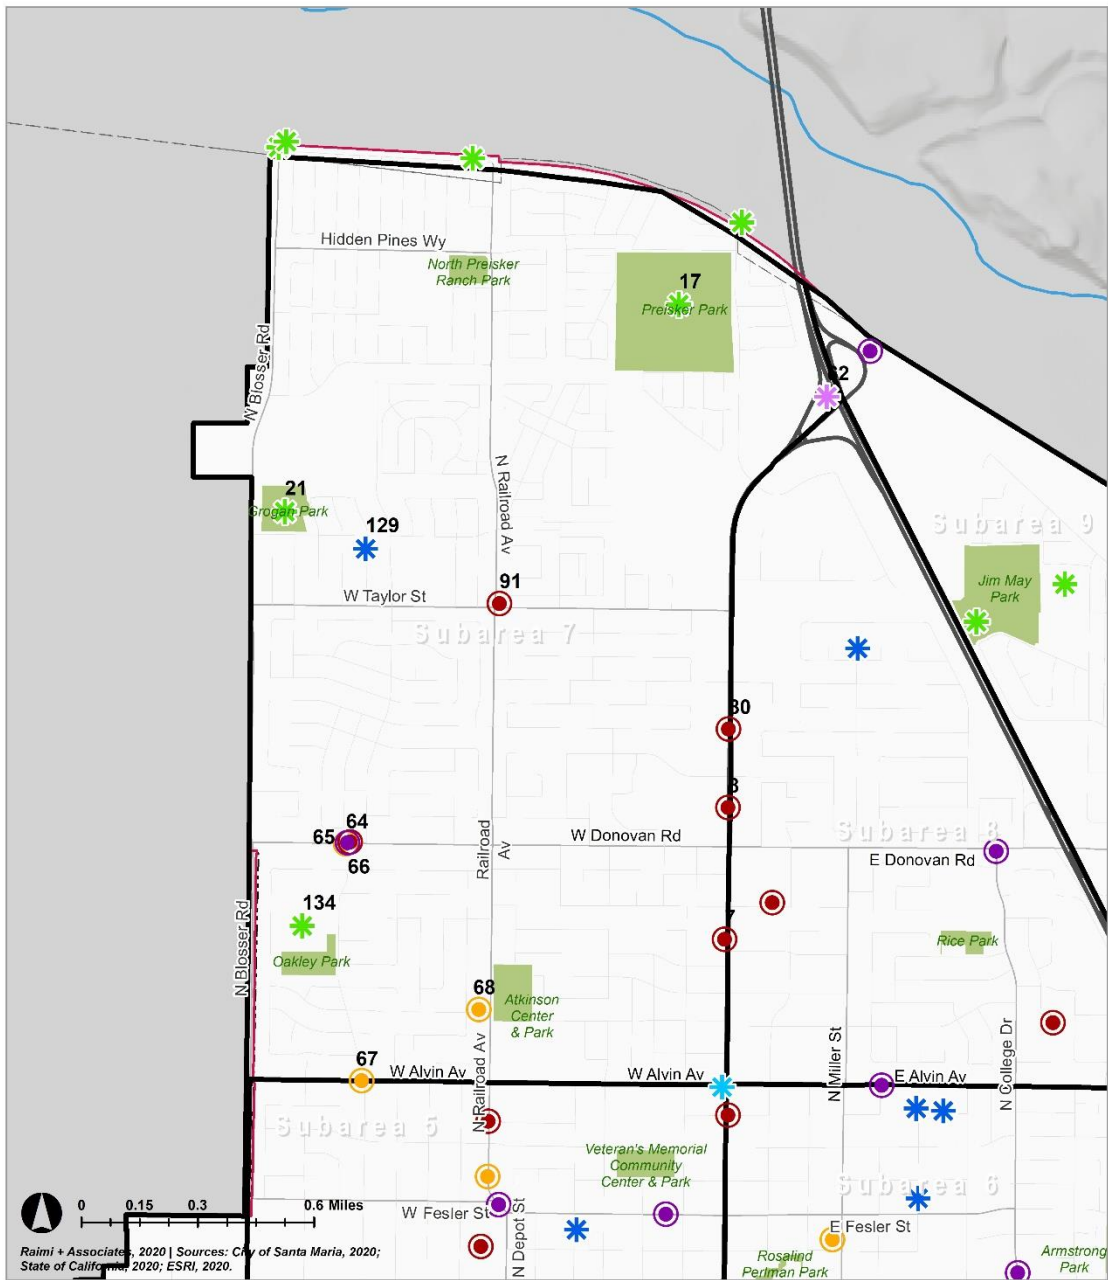 Hidden Pines Wy
North Preisker
Ranch Park
17
Preisker Park
62
N Blosser Rd
N Railroad Av
21
Grogan Park
129
Subarea 9
Jim May
Park
91
W Taylor St
Subarea 7
80
8
64
65
66
W Donovan Rd
Railroad
Av
Subarea 8
E Donovan Rd
134
N Blosser Rd
Oakley Park
7
Rice Park
68
Atkinson
Center
& Park
N Railroad Av
67
W Alvin Av
W Alvin Av
N Miller St
E Alvin Av
N College Dr
Subarea 5
Veteran's Memorial
Community
Center & Park
Subarea 6
0 0.15 0.3 0.6 Miles
W Fesler St
N Depot St
E Fesler St
Rosalind
Perlman Park
Armstrong
Park
Raimi + Associates, 2020 | Sources: City of Santa Maria, 2020;
State of California, 2020; ESRI, 2020.